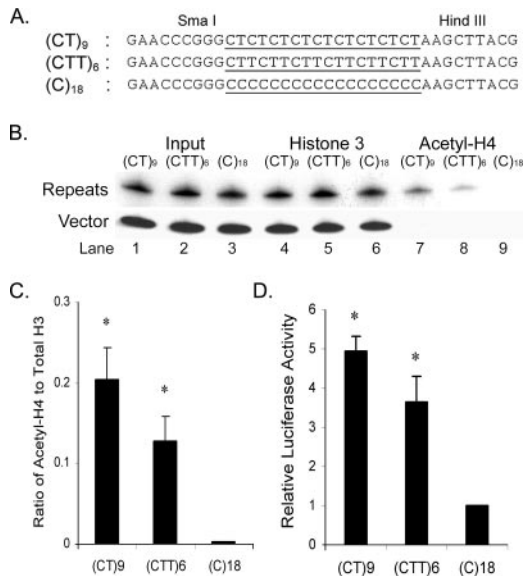 A.
Sma I Hind III
(CT)9 : GAACCCGGGCTCTCTCTCTCTCTCTCTAAGCTTACG
(CTT)6 : GAACCCGGGCTTCTTCTTCTTCTTCTTAAGCTTACG
(C)18 : GAACCCGGGCCCCCCCCCCCCCCCCCCAAGCTTACG
B.
Input Histone 3 Acetyl-H4
(CT)9 (CTT)6 (C)18 (CT)9 (CTT)6 (C)18 (CT)9 (CTT)6 (C)18
Repeats
Vector
Lane 1 2 3 4 5 6 7 8 9
C.
Ratio of Acetyl-H4 to Total H3
0.3
0.2
0.1
0
* *
(CT)9 (CTT)6 (C)18
D.
Relative Luciferase Activity
6
5
4
3
2
1
0
* *
(CT)9 (CTT)6 (C)18